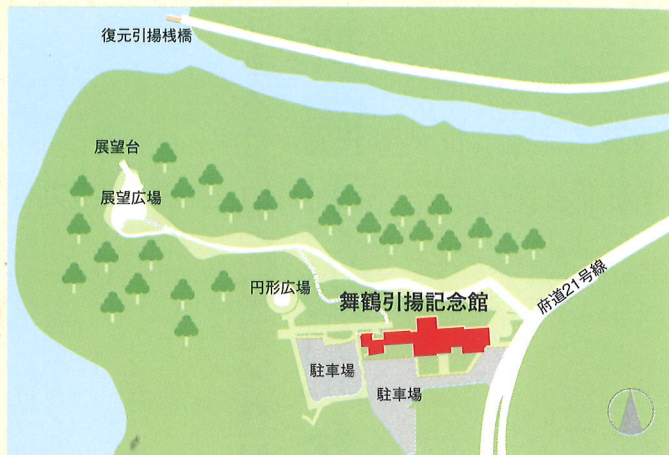 復元引揚桟橋
展望台
展望広場
円形広場
舞鶴引揚記念館
府道21号線
駐車場
駐車場